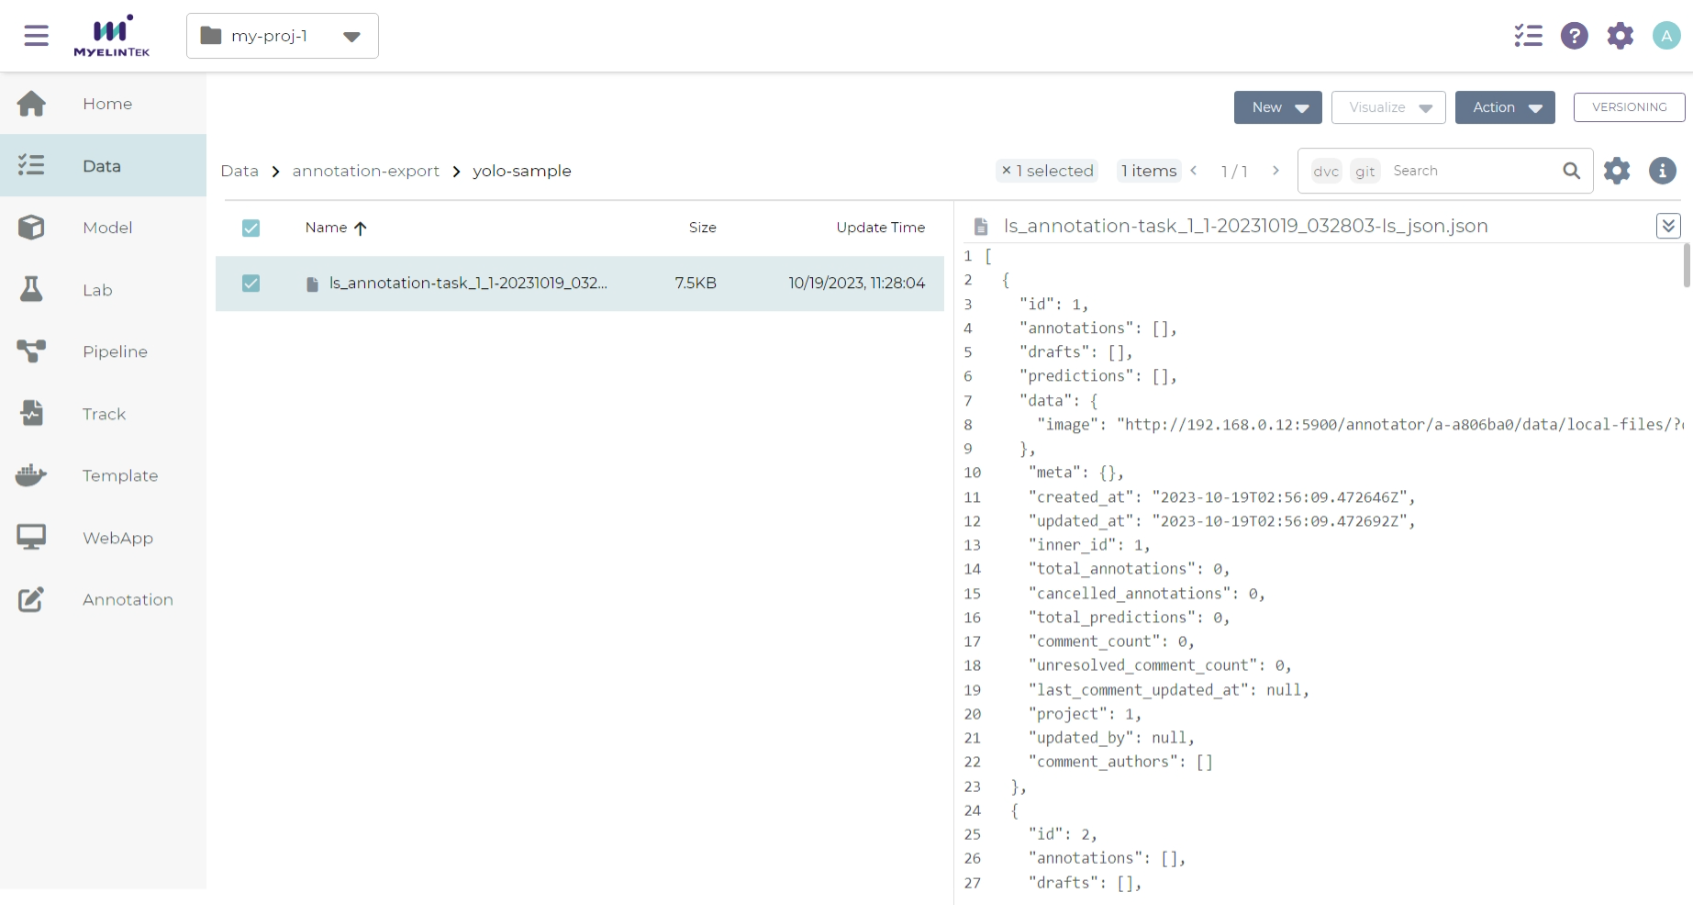 MYELINTEK
my-proj-1
?
A
Home
Data
Model
Lab
Pipeline
Track
Template
WebApp
Annotation
New
Visualize
Action
VERSIONING
Data > annotation-export > yolo-sample
× 1 selected
1 items
< 1 / 1 >
dvc git Search
Name ↑ Size Update Time
ls_annotation-task_1_1-20231019_032... 7.5KB 10/19/2023, 11:28:04
ls_annotation-task_1_1-20231019_032803-ls_json.json
1 [
2 {
3 "id": 1,
4 "annotations": [],
5 "drafts": [],
6 "predictions": [],
7 "data": {
8 "image": "http://192.168.0.12:5900/annotator/a-a806ba0/data/local-files/?
9 },
10 "meta": {},
11 "created_at": "2023-10-19T02:56:09.472646Z",
12 "updated_at": "2023-10-19T02:56:09.472692Z",
13 "inner_id": 1,
14 "total_annotations": 0,
15 "cancelled_annotations": 0,
16 "total_predictions": 0,
17 "comment_count": 0,
18 "unresolved_comment_count": 0,
19 "last_comment_updated_at": null,
20 "project": 1,
21 "updated_by": null,
22 "comment_authors": []
23 },
24 {
25 "id": 2,
26 "annotations": [],
27 "drafts": [],